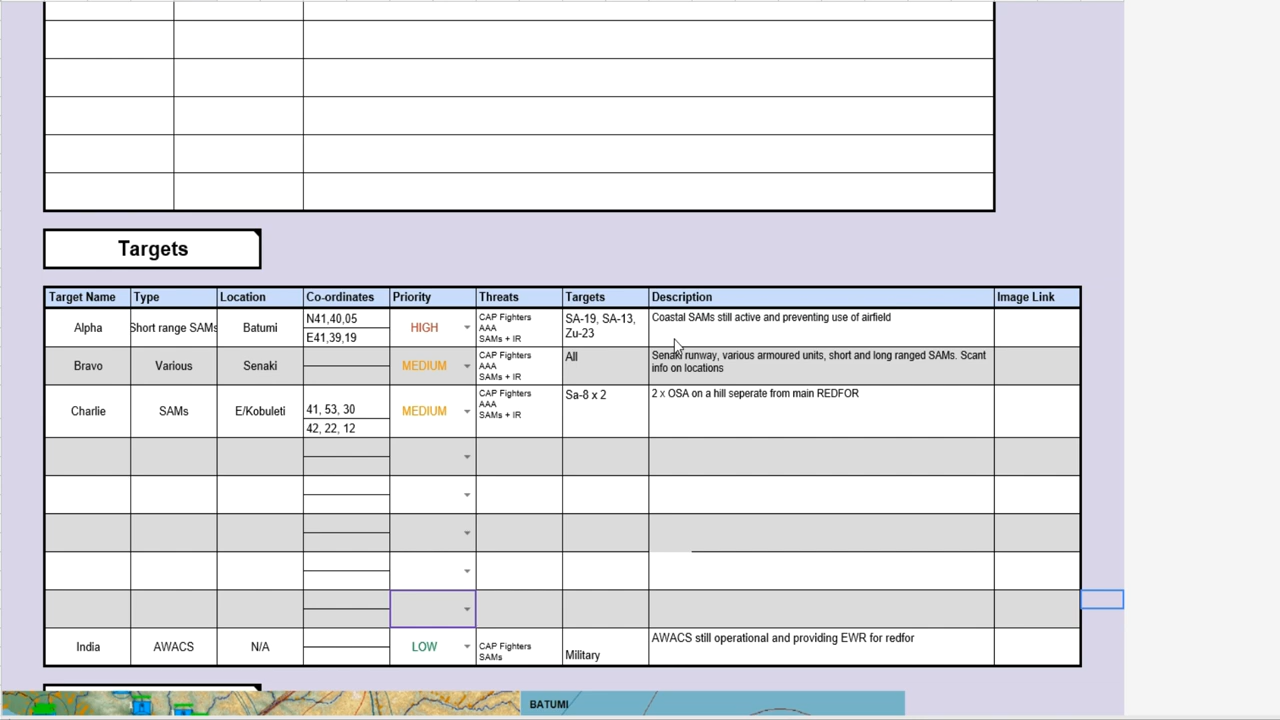 Targets
Target Name Type Location Co-ordinates Priority Threats Targets Description Image Link
Alpha Short range SAMs Batumi N41,40,05 E41,39,19 HIGH CAP Fighters AAA SAMs + IR SA-19, SA-13, Zu-23 Coastal SAMs still active and preventing use of airfield
Bravo Various Senaki MEDIUM CAP Fighters AAA SAMs + IR All Senaki runway, various armoured units, short and long ranged SAMs. Scant info on locations
Charlie SAMs E/Kobuleti 41, 53, 30 42, 22, 12 MEDIUM CAP Fighters AAA SAMs + IR Sa-8 x 2 2 x OSA on a hill seperate from main REDFOR
India AWACS N/A LOW CAP Fighters SAMs Military AWACS still operational and providing EWR for redfor
BATUMI